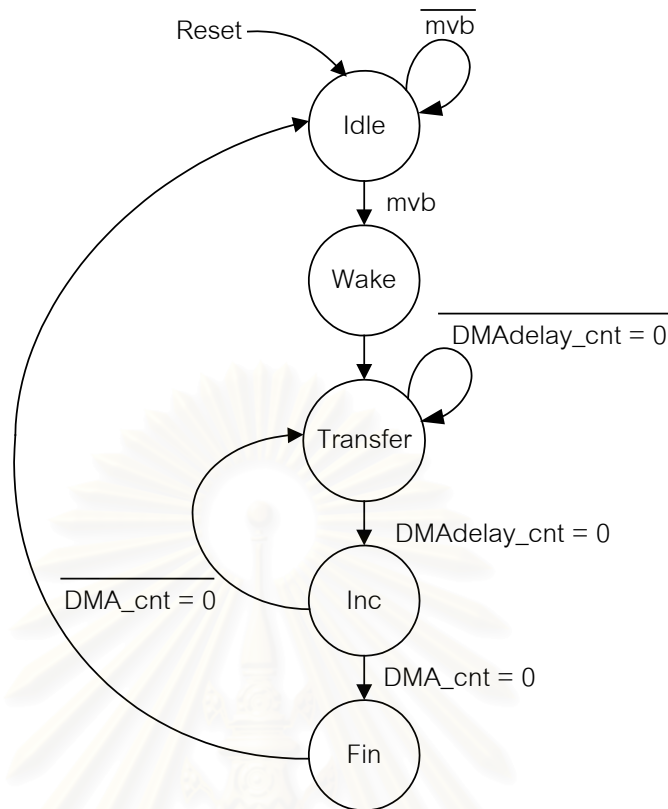 mvb
Reset
Idle
mvb
Wake
DMAdelay_cnt = 0
Transfer
DMAdelay_cnt = 0
DMA_cnt = 0
Inc
DMA_cnt = 0
Fin